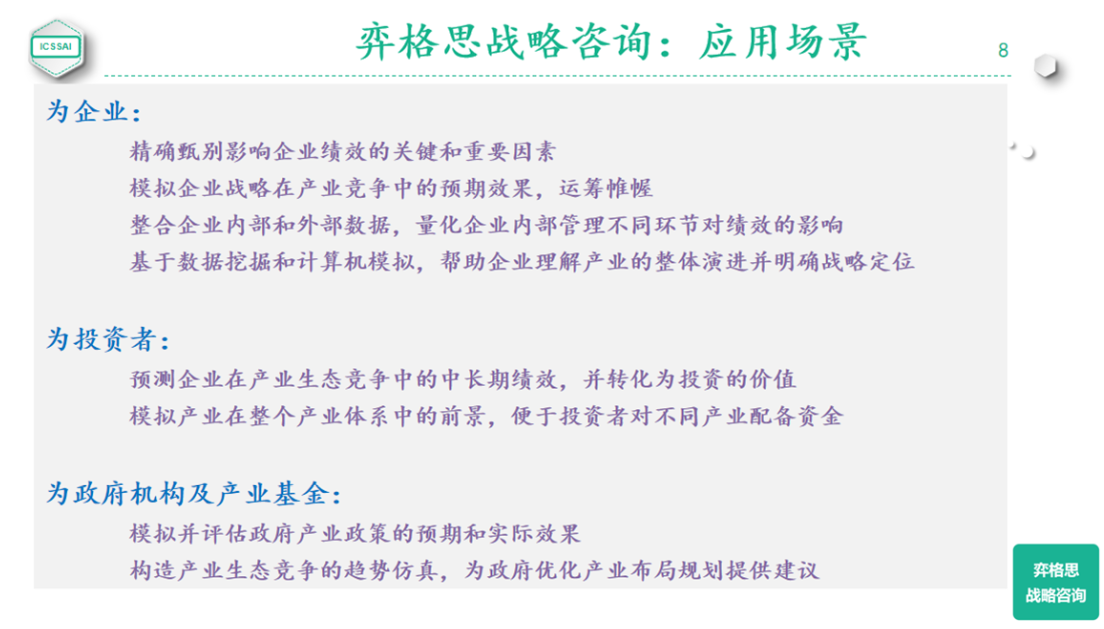 ICSSAI
弈格思战略咨询：应用场景
8
为企业：
精确甄别影响企业绩效的关键和重要因素
模拟企业战略在产业竞争中的预期效果，运筹帷幄
整合企业内部和外部数据，量化企业内部管理不同环节对绩效的影响
基于数据挖掘和计算机模拟，帮助企业理解产业的整体演进并明确战略定位
为投资者：
预测企业在产业生态竞争中的中长期绩效，并转化为投资的价值
模拟产业在整个产业体系中的前景，便于投资者对不同产业配备资金
为政府机构及产业基金：
模拟并评估政府产业政策的预期和实际效果
构造产业生态竞争的趋势仿真，为政府优化产业布局规划提供建议
弈格思
战略咨询